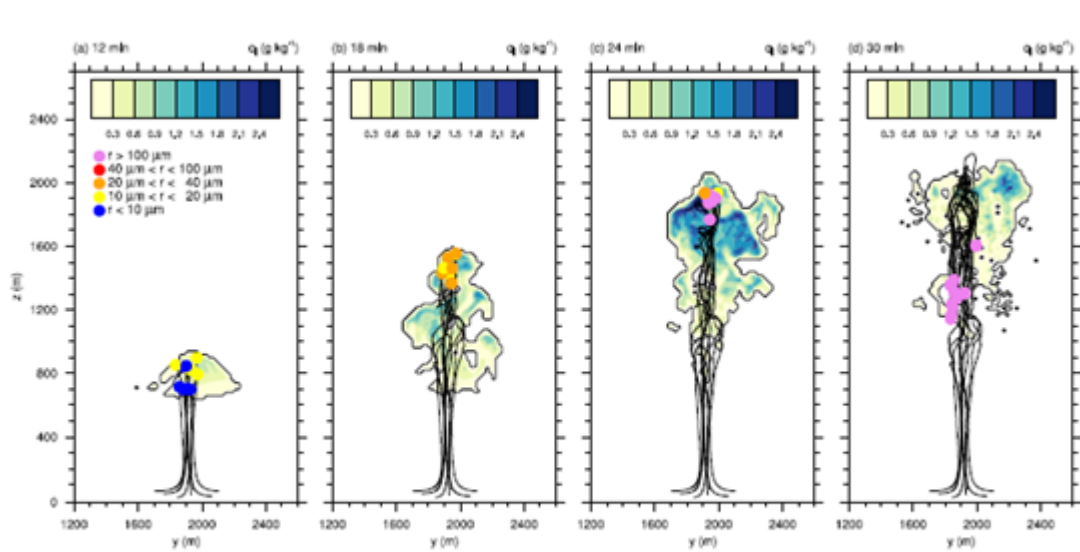 (a) 12 min q_l (g kg⁻¹)
(b) 18 min q_l (g kg⁻¹)
(c) 24 min q_l (g kg⁻¹)
(d) 30 min q_l (g kg⁻¹)
0.3 0.6 0.9 1.2 1.5 1.8 2.1 2.4
0.3 0.6 0.9 1.2 1.5 1.8 2.1 2.4
0.3 0.6 0.9 1.2 1.5 1.8 2.1 2.4
0.3 0.6 0.9 1.2 1.5 1.8 2.1 2.4
r > 100 μm
40 μm < r < 100 μm
20 μm < r < 40 μm
10 μm < r < 20 μm
r < 10 μm
z (m)
2400
2000
1600
1200
800
400
0
1200 1600 2000 2400
1200 1600 2000 2400
1200 1600 2000 2400
1200 1600 2000 2400
y (m)
y (m)
y (m)
y (m)